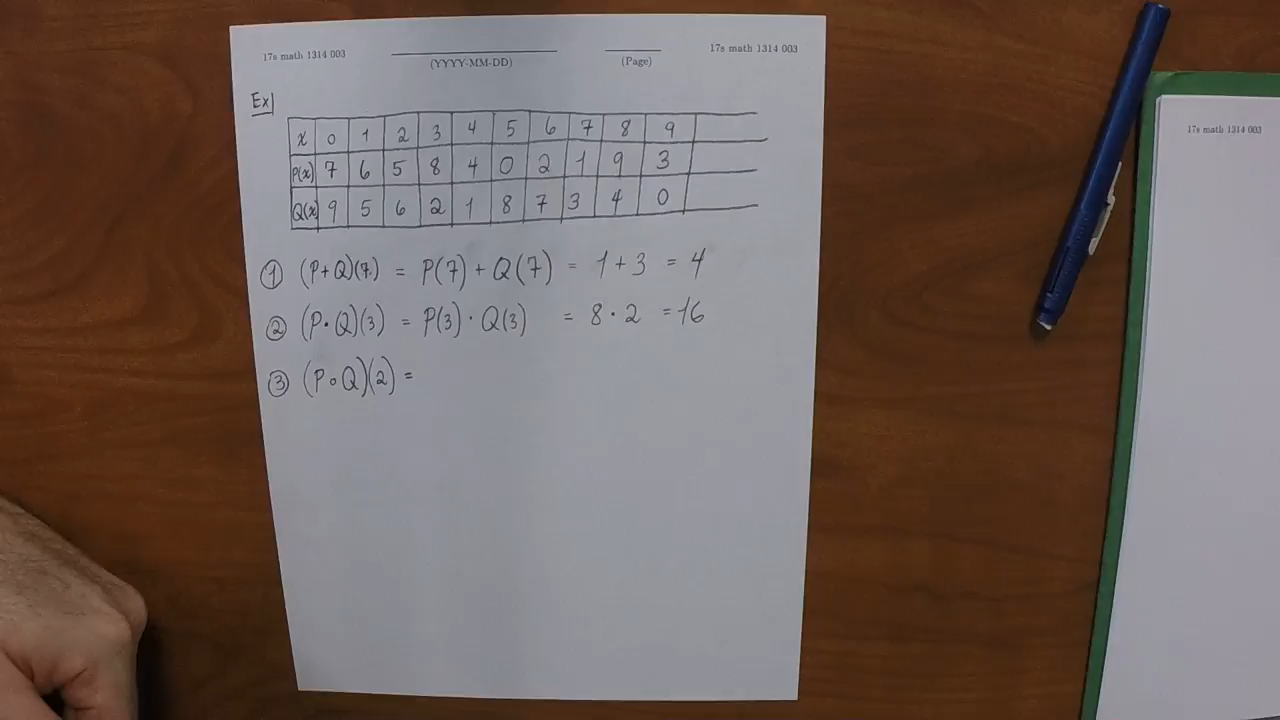 17s math 1314 003 (YYYY-MM-DD) (Page) 17s math 1314 003
Ex
x 0 1 2 3 4 5 6 7 8 9
P(x) 7 6 5 8 4 0 2 1 9 3
Q(x) 9 5 6 2 1 8 7 3 4 0
① (P+Q)(7) = P(7) + Q(7) = 1 + 3 = 4
② (P·Q)(3) = P(3) · Q(3) = 8 · 2 = 16
③ (P∘Q)(2) =
17s math 1314 003